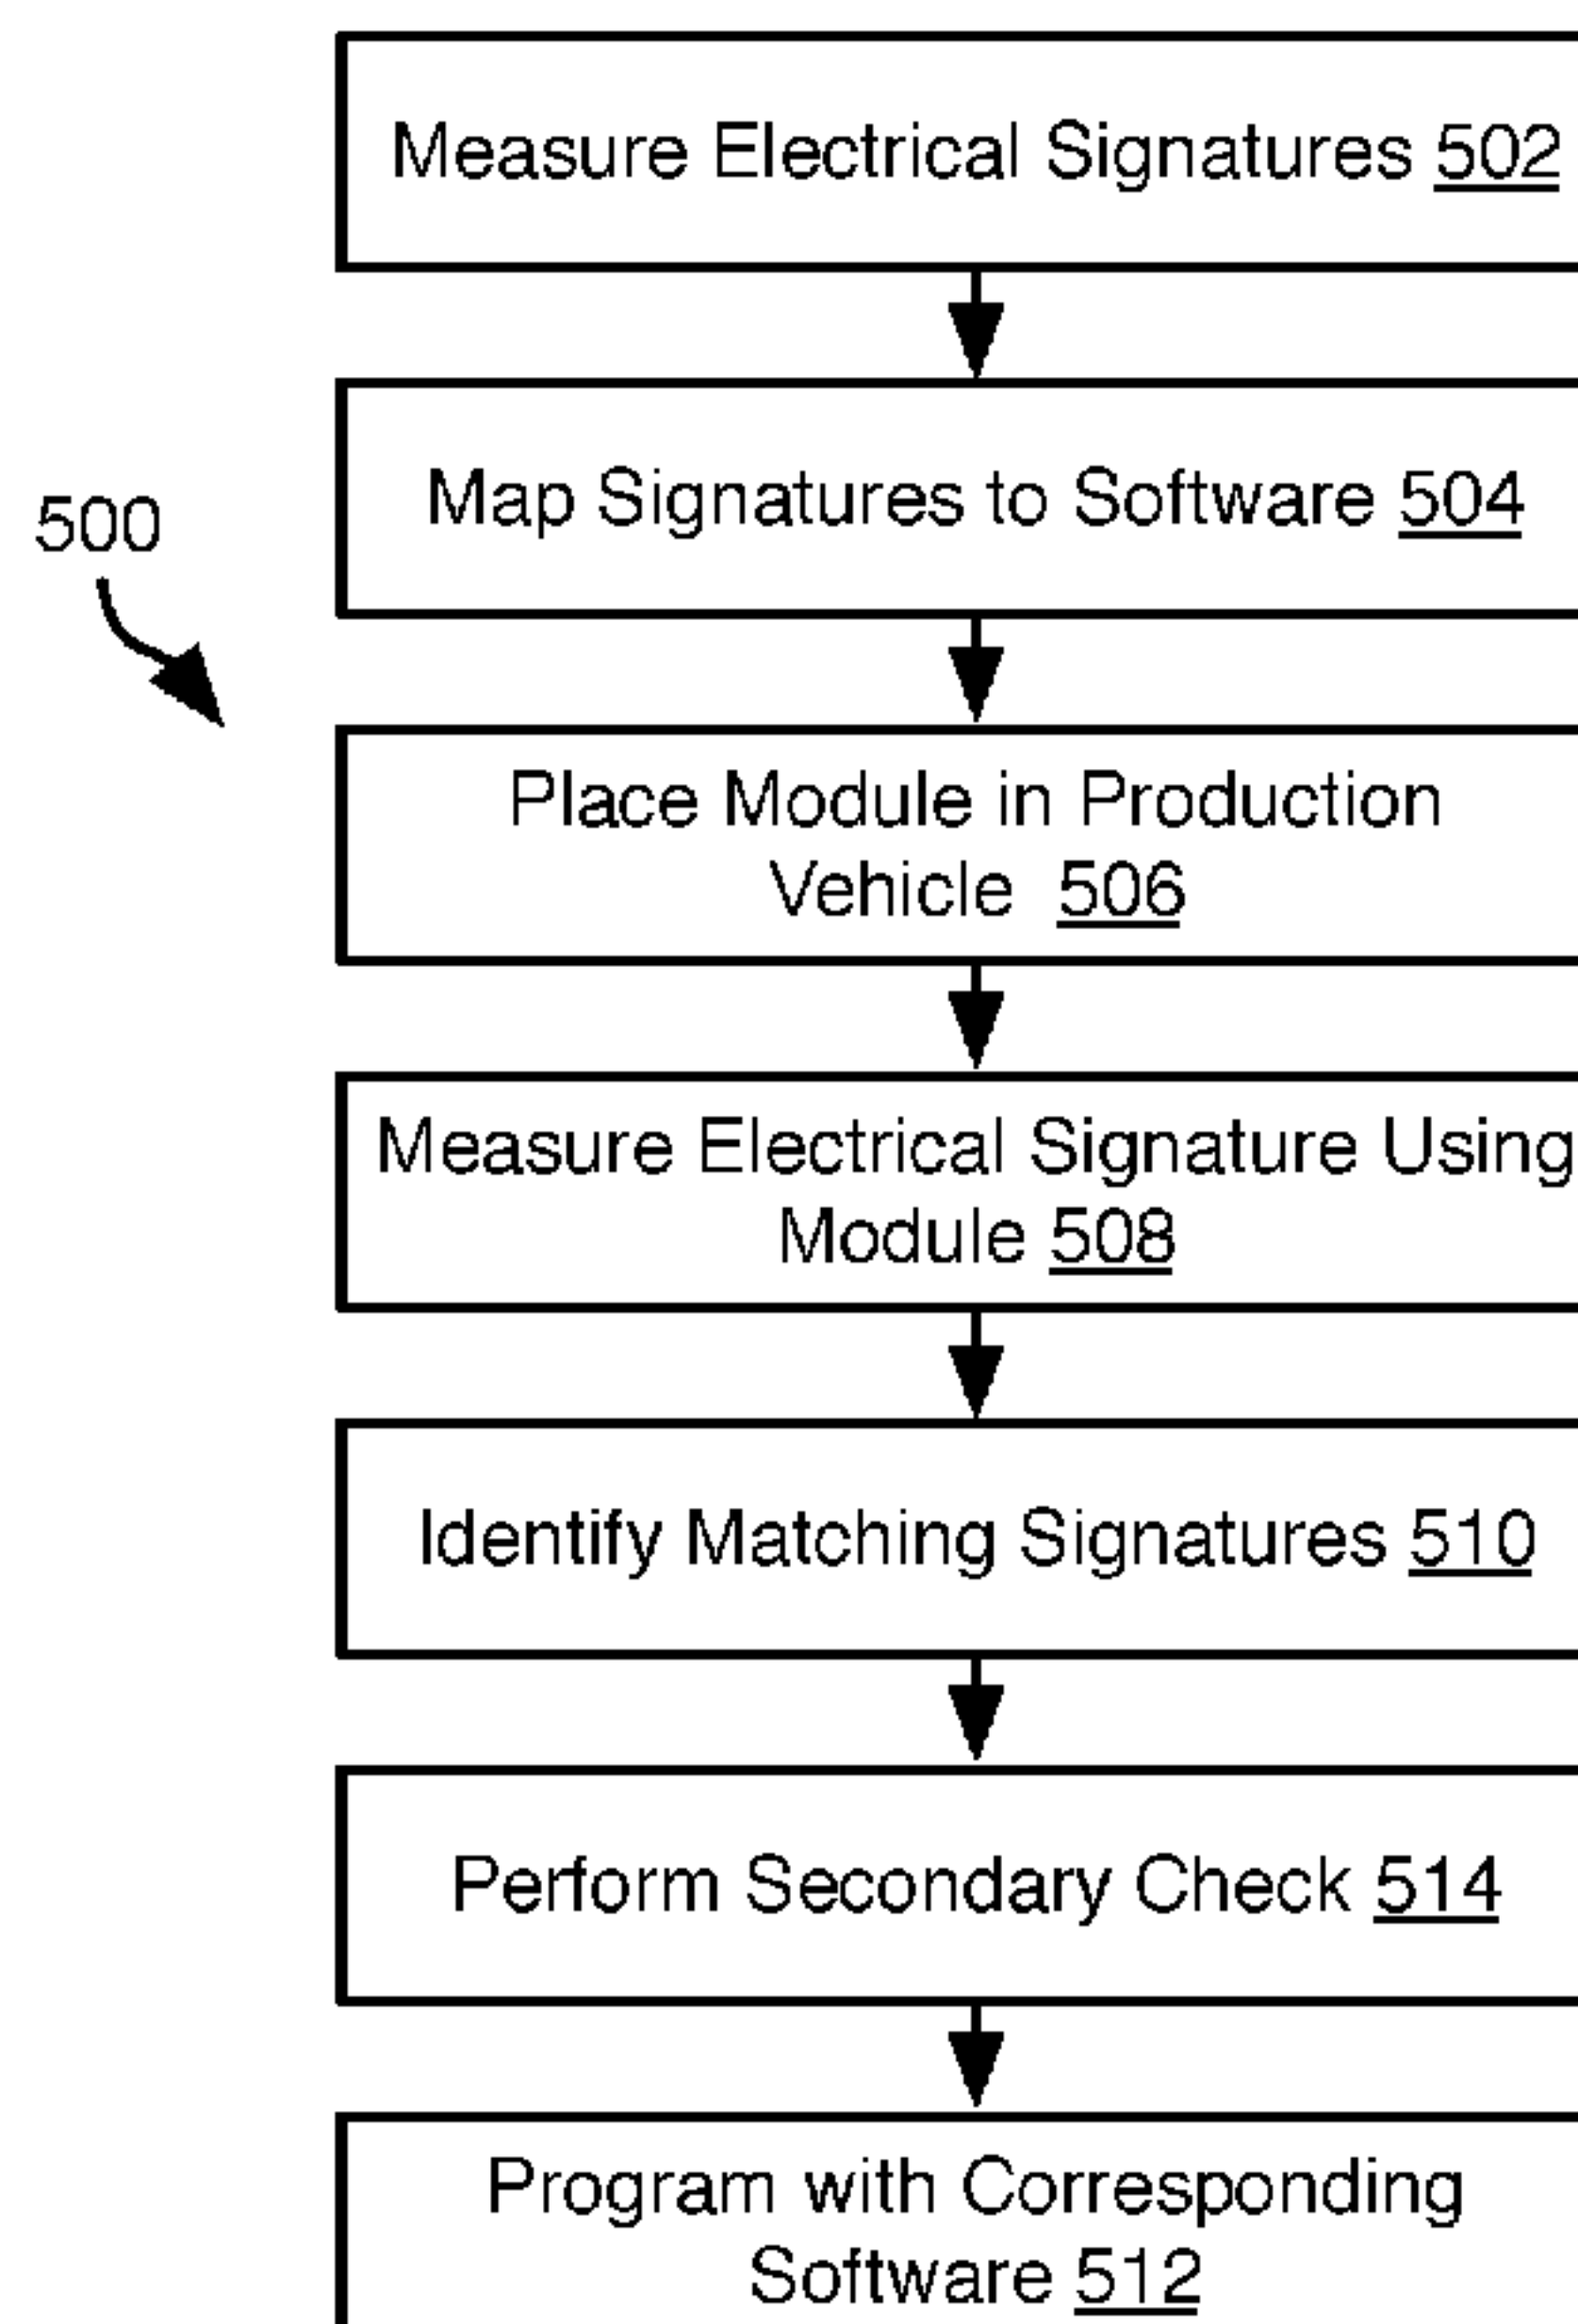 Measure Electrical Signatures 502
Map Signatures to Software 504
500
Place Module in Production
Vehicle 506
Measure Electrical Signature Using
Module 508
Identify Matching Signatures 510
Perform Secondary Check 514
Program with Corresponding
Software 512